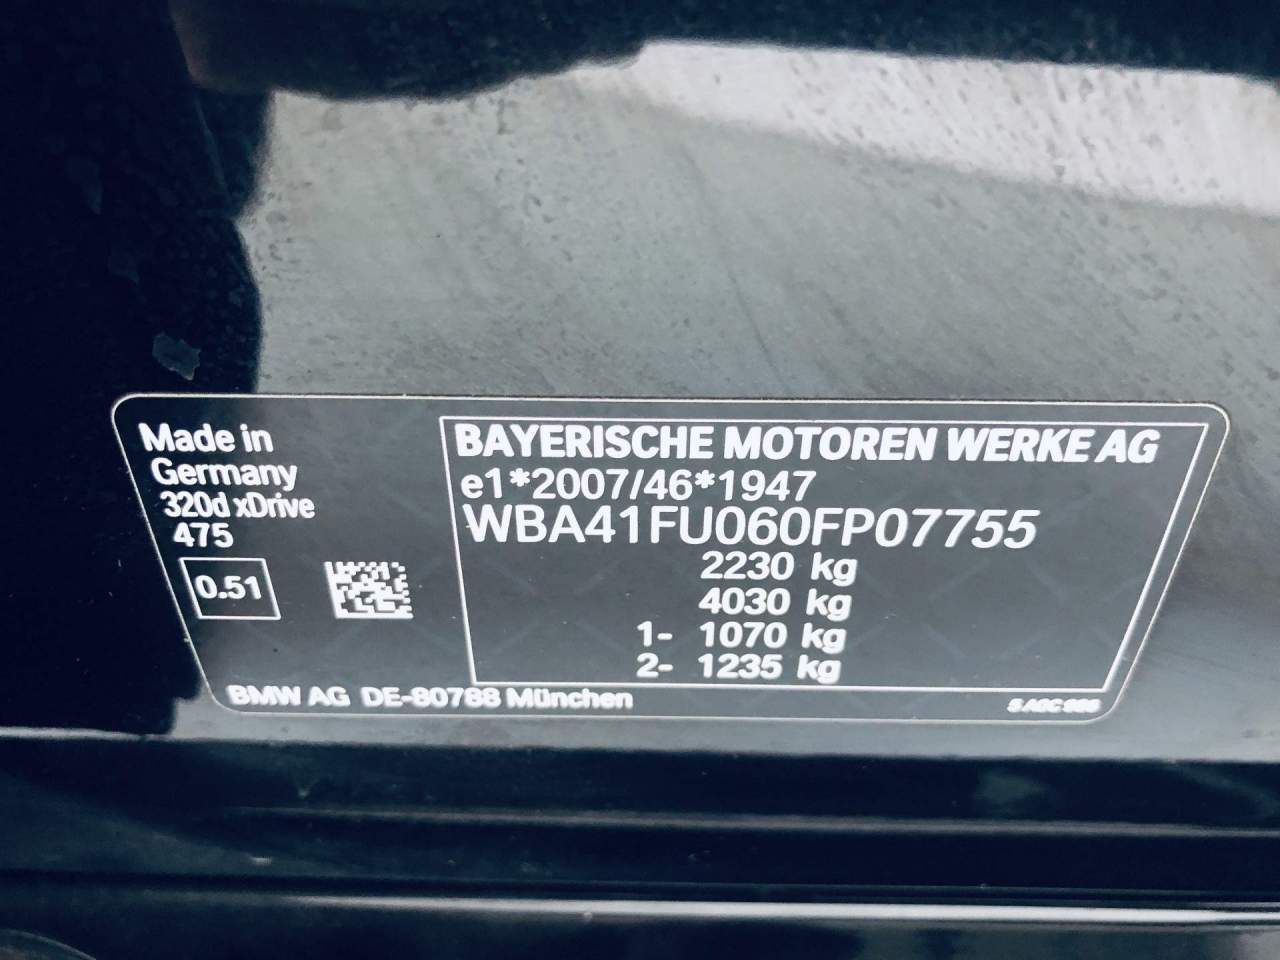 Made in
Germany
320d xDrive
475
0.51
BAYERISCHE MOTOREN WERKE AG
e1*2007/46*1947
WBA41FU060FP07755
2230 kg
4030 kg
1- 1070 kg
2- 1235 kg
BMW AG DE-80788 München